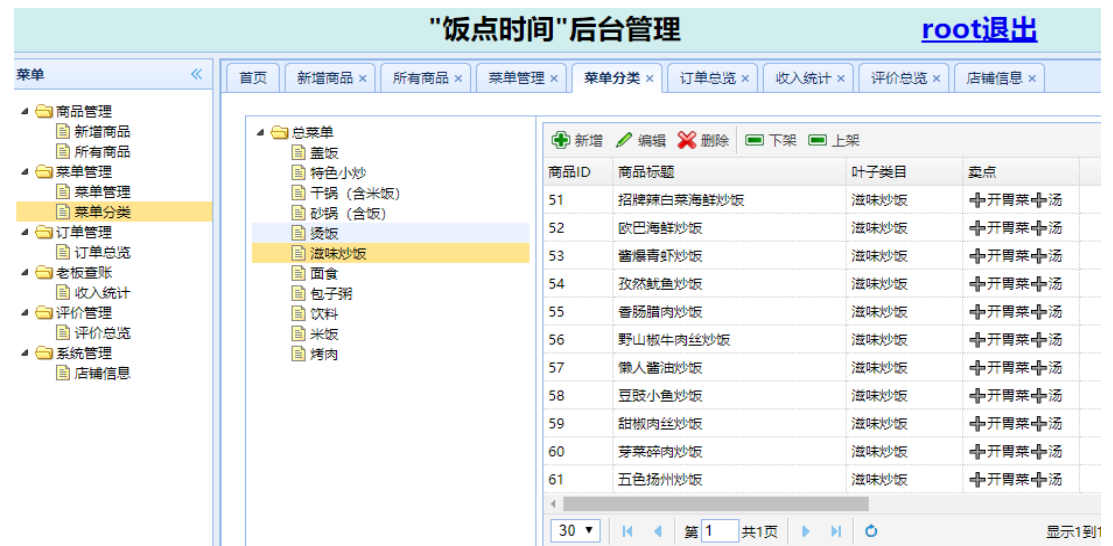 "饭点时间"后台管理 root退出
菜单
首页 新增商品 所有商品 菜单管理 菜单分类 订单总览 收入统计 评价总览 店铺信息
商品管理
新增商品
所有商品
菜单管理
菜单管理
菜单分类
订单管理
订单总览
老板查账
收入统计
评价管理
评价总览
系统管理
店铺信息
总菜单
盖饭
特色小炒
干锅（含米饭）
砂锅（含饭）
烫饭
滋味炒饭
面食
包子粥
饮料
米饭
烤肉
新增 编辑 删除 下架 上架
商品ID 商品标题 叶子类目 卖点
51 招牌辣白菜海鲜炒饭 滋味炒饭 ➕开胃菜➕汤
52 欧巴海鲜炒饭 滋味炒饭 ➕开胃菜➕汤
53 酱爆青虾炒饭 滋味炒饭 ➕开胃菜➕汤
54 孜然鱿鱼炒饭 滋味炒饭 ➕开胃菜➕汤
55 香肠腊肉炒饭 滋味炒饭 ➕开胃菜➕汤
56 野山椒牛肉丝炒饭 滋味炒饭 ➕开胃菜➕汤
57 懒人酱油炒饭 滋味炒饭 ➕开胃菜➕汤
58 豆豉小鱼炒饭 滋味炒饭 ➕开胃菜➕汤
59 甜椒肉丝炒饭 滋味炒饭 ➕开胃菜➕汤
60 芽菜碎肉炒饭 滋味炒饭 ➕开胃菜➕汤
61 五色扬州炒饭 滋味炒饭 ➕开胃菜➕汤
30 第 1 共1页 显示1到1